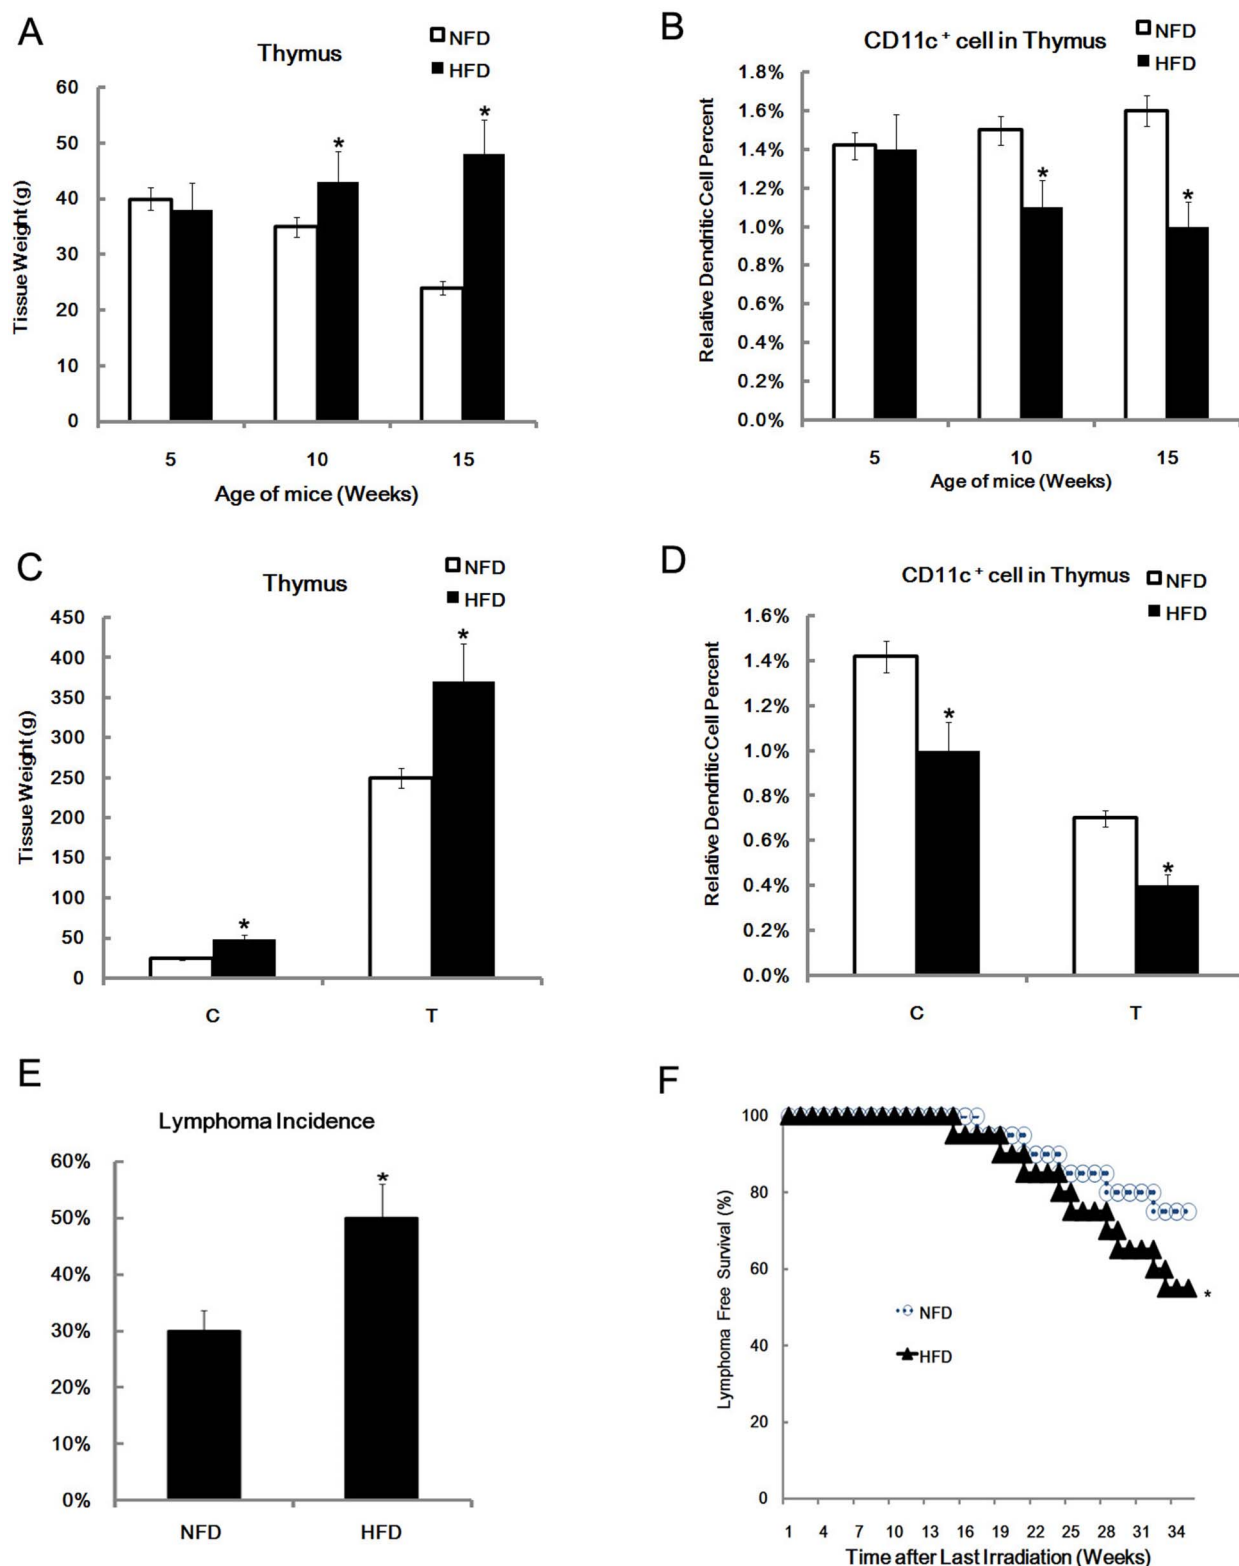 A
Thymus
NFD
HFD
Tissue Weight (g)
60
50
40
30
20
10
0
*
*
5 10 15
Age of mice (Weeks)
B
CD11c + cell in Thymus
NFD
HFD
Relative Dendritic Cell Percent
1.8%
1.6%
1.4%
1.2%
1.0%
0.8%
0.6%
0.4%
0.2%
0.0%
*
*
5 10 15
Age of mice (Weeks)
C
Thymus
NFD
HFD
Tissue Weight (g)
450
400
350
300
250
200
150
100
50
0
*
*
C T
D
CD11c + cell in Thymus
NFD
HFD
Relative Dendritic Cell Percent
1.6%
1.4%
1.2%
1.0%
0.8%
0.6%
0.4%
0.2%
0.0%
*
*
C T
E
Lymphoma Incidence
60%
50%
40%
30%
20%
10%
0%
*
NFD HFD
F
Lymphoma Free Survival (%)
100
80
60
40
20
0
NFD
HFD
*
1 4 7 10 13 16 19 22 25 28 31 34
Time after Last Irradiation (Weeks)